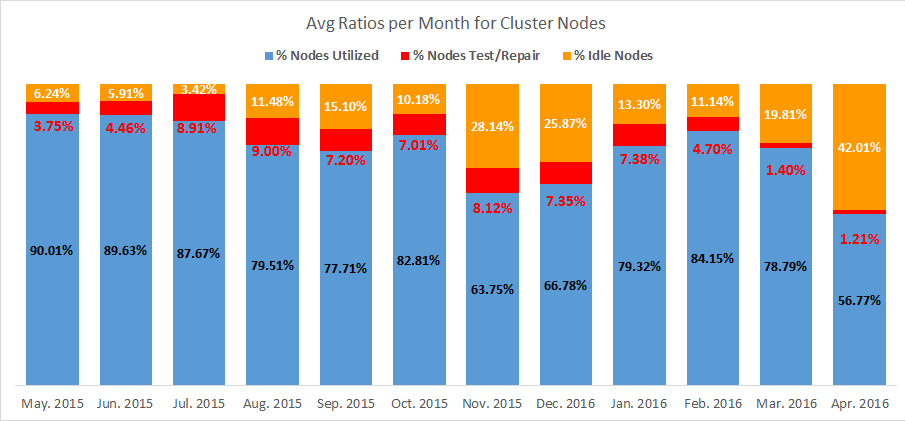 Avg Ratios per Month for Cluster Nodes
% Nodes Utilized % Nodes Test/Repair % Idle Nodes
6.24% 5.91% 3.42% 11.48% 15.10% 10.18% 28.14% 25.87% 13.30% 11.14% 19.81% 42.01%
3.75% 4.46% 8.91% 9.00% 7.20% 7.01% 8.12% 7.35% 7.38% 4.70% 1.40% 1.21%
90.01% 89.63% 87.67% 79.51% 77.71% 82.81% 63.75% 66.78% 79.32% 84.15% 78.79% 56.77%
May. 2015 Jun. 2015 Jul. 2015 Aug. 2015 Sep. 2015 Oct. 2015 Nov. 2015 Dec. 2016 Jan. 2016 Feb. 2016 Mar. 2016 Apr. 2016